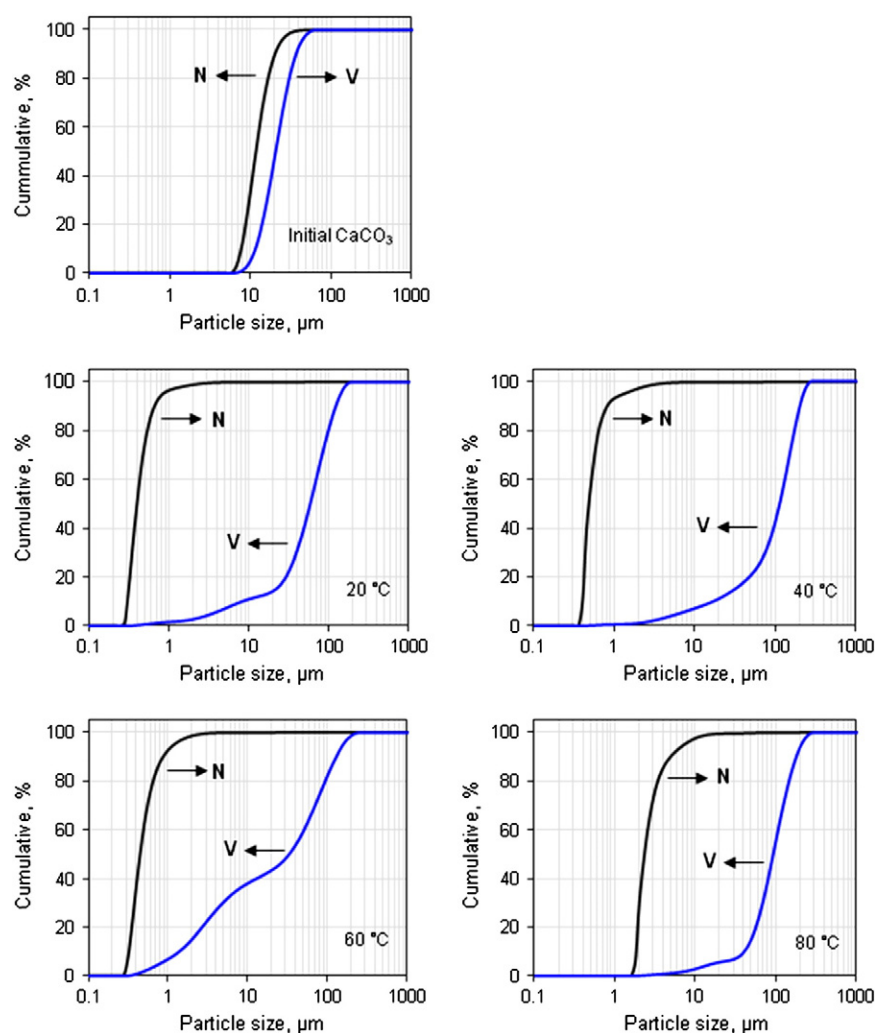 Cummulative, %
100
80
60
40
20
0
N
V
Initial CaCO₃
0.1 1 10 100 1000
Particle size, µm
Cumulative, %
100
80
60
40
20
0
N
V
20 °C
0.1 1 10 100 1000
Particle size, µm
Cumulative, %
100
80
60
40
20
0
N
V
40 °C
0.1 1 10 100 1000
Particle size, µm
Cumulative, %
100
80
60
40
20
0
N
V
60 °C
0.1 1 10 100 1000
Particle size, µm
Cumulative, %
100
80
60
40
20
0
N
V
80 °C
0.1 1 10 100 1000
Particle size, µm